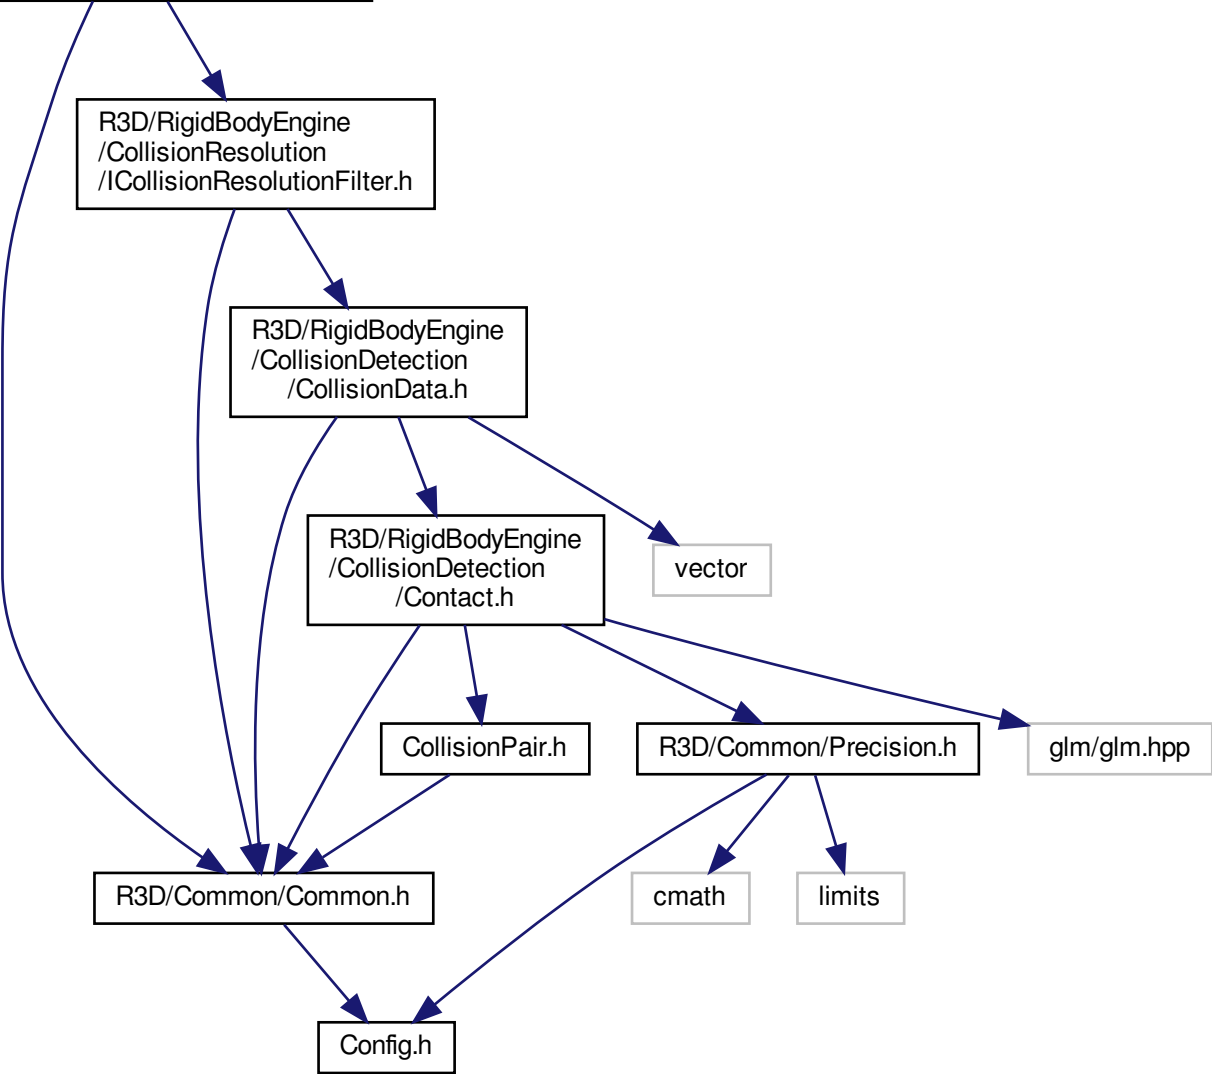 R3D/RigidBodyEngine
/CollisionResolution
/ICollisionResolutionFilter.h
R3D/RigidBodyEngine
/CollisionDetection
/CollisionData.h
R3D/RigidBodyEngine
/CollisionDetection
/Contact.h
vector
CollisionPair.h
R3D/Common/Precision.h
glm/glm.hpp
R3D/Common/Common.h
cmath
limits
Config.h